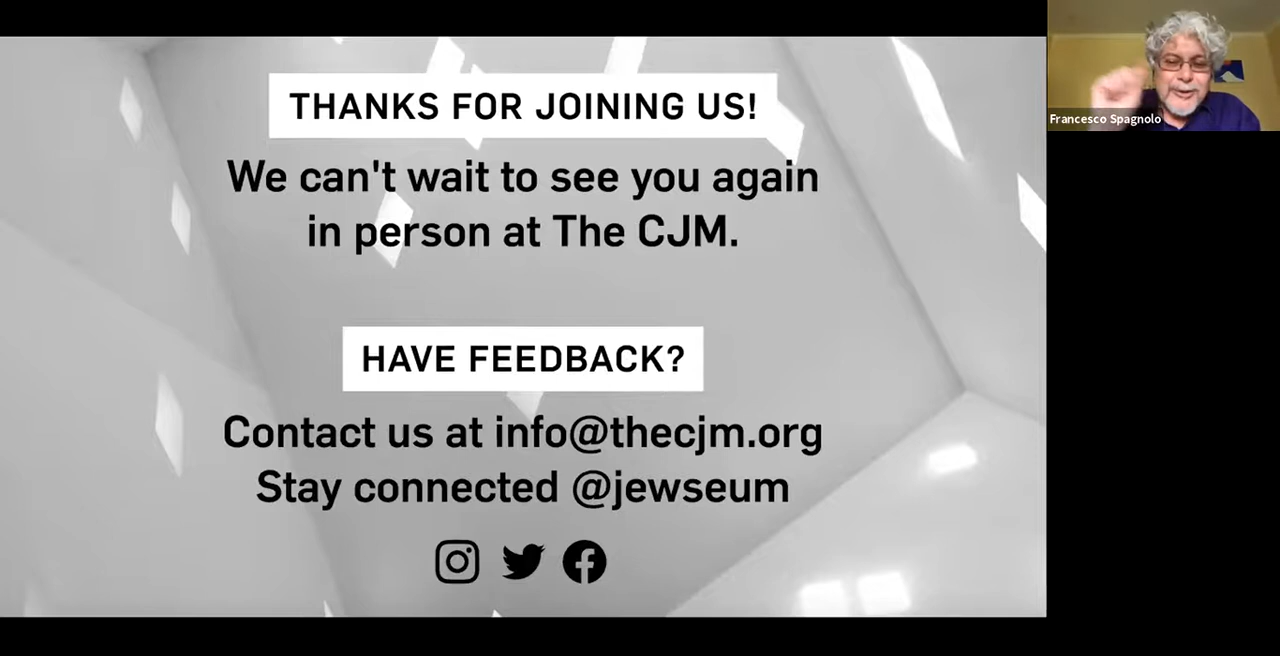 THANKS FOR JOINING US!
We can't wait to see you again
in person at The CJM.
HAVE FEEDBACK?
Contact us at info@thecjm.org
Stay connected @jewseum
Francesco Spagnolo